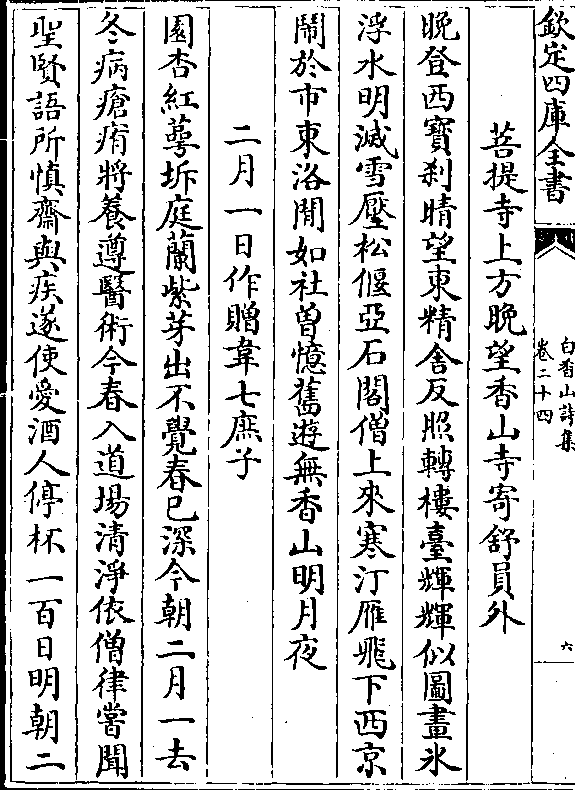 欽定四庫全書
白香山詩集
卷二十四
六
菩提寺上方晚望香山寺寄舒員外
晚登西寶刹晴望東精舍反照轉樓臺輝輝似圖畫氷
浮水明滅雪壓松偃亞石閣僧上來寒汀雁飛下西京
鬧於市東洛閒如社曽憶舊遊無香山明月夜
二月一日作贈韋七庶子
園杏紅萼坼庭蘭紫芽出不覺春已深今朝二月一去
冬病瘡痏將養遵醫術今春入道場清淨依僧律嘗聞
聖賢語所慎齋與疾遂使愛酒人停杯一百日明朝二